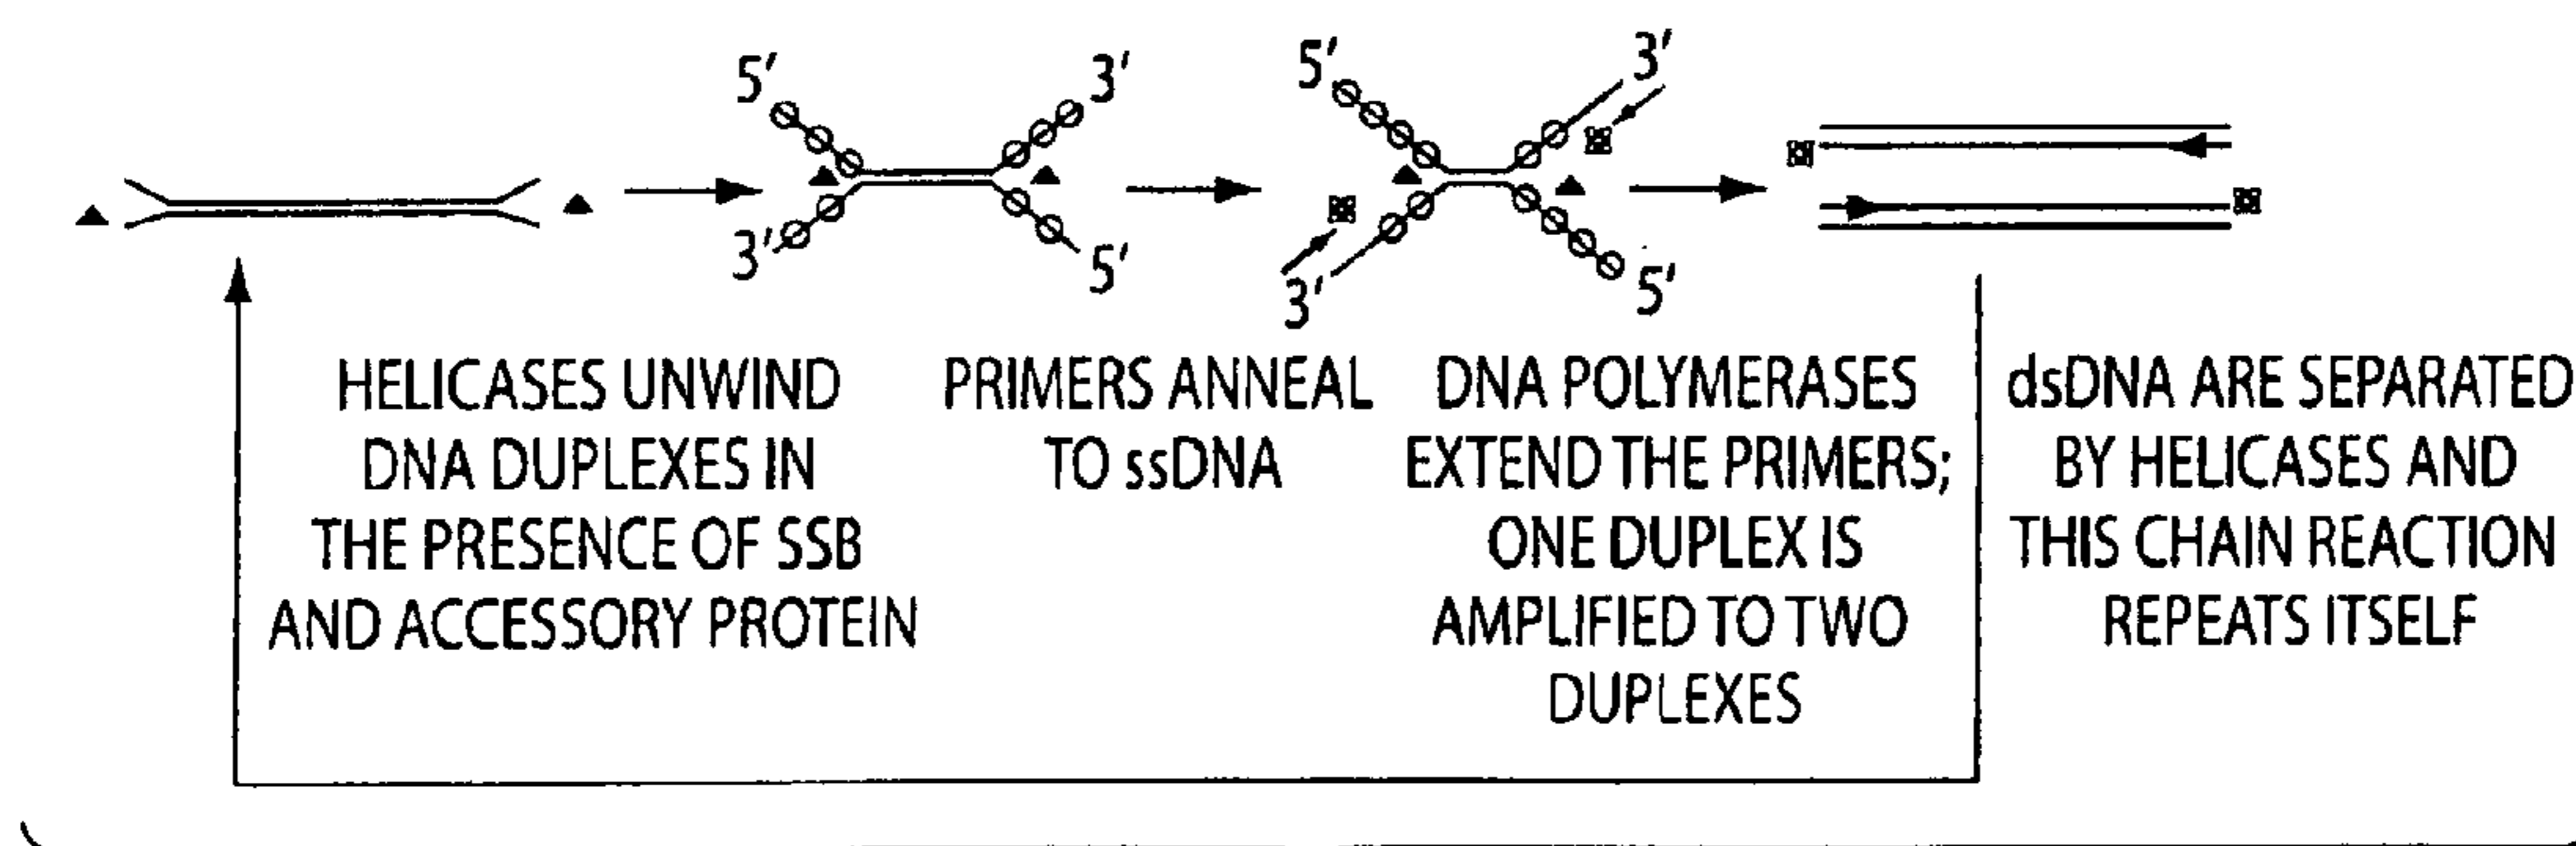 5' 3'
3' 5'
5' 3'
3' 5'
HELICASES UNWIND
DNA DUPLEXES IN
THE PRESENCE OF SSB
AND ACCESSORY PROTEIN
PRIMERS ANNEAL
TO ssDNA
DNA POLYMERASES
EXTEND THE PRIMERS;
ONE DUPLEX IS
AMPLIFIED TO TWO
DUPLEXES
dsDNA ARE SEPARATED
BY HELICASES AND
THIS CHAIN REACTION
REPEATS ITSELF